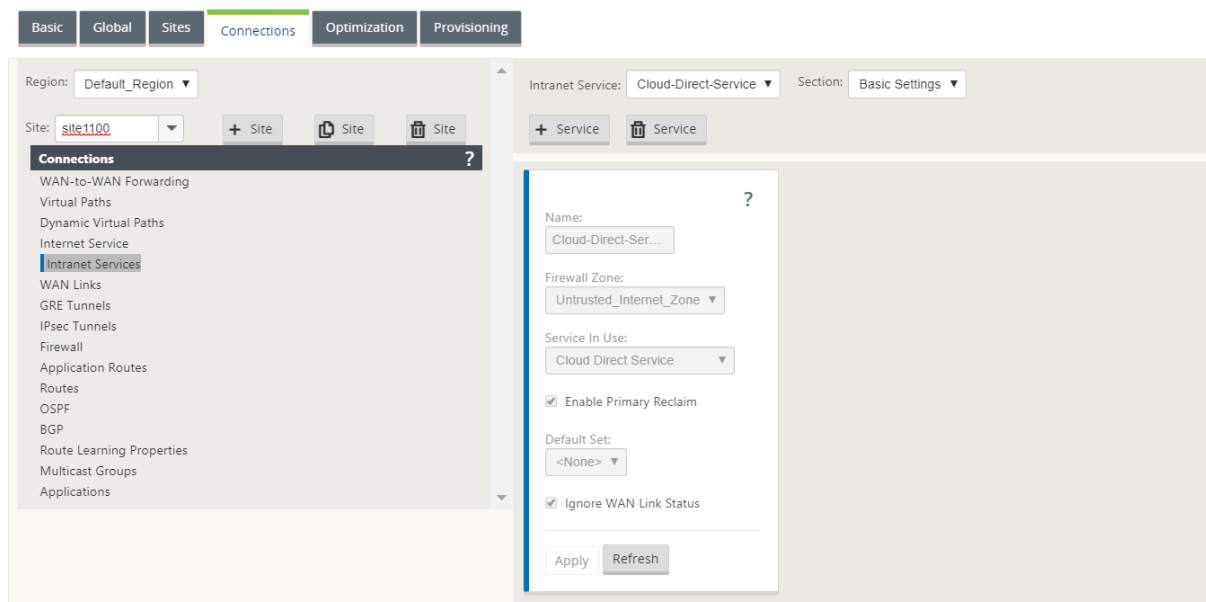 Basic Global Sites Connections Optimization Provisioning
Region: Default_Region
Site: site1100 + Site Site Site
Connections ?
WAN-to-WAN Forwarding
Virtual Paths
Dynamic Virtual Paths
Internet Service
Intranet Services
WAN Links
GRE Tunnels
IPsec Tunnels
Firewall
Application Routes
Routes
OSPF
BGP
Route Learning Properties
Multicast Groups
Applications
Intranet Service: Cloud-Direct-Service Section: Basic Settings
+ Service Service
?
Name:
Cloud-Direct-Ser...
Firewall Zone:
Untrusted_Internet_Zone
Service In Use:
Cloud Direct Service
Enable Primary Reclaim
Default Set:
<None>
Ignore WAN Link Status
Apply Refresh